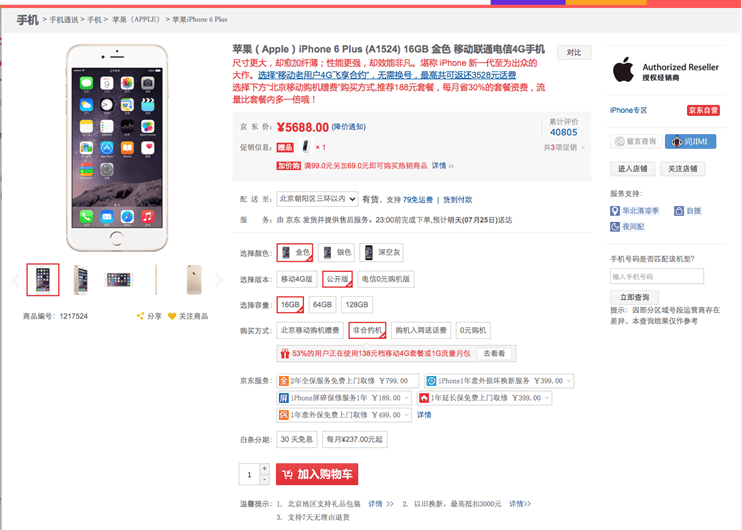 手机 > 手机通讯 > 手机 > 苹果（APPLE） > 苹果iPhone 6 Plus
苹果（Apple）iPhone 6 Plus (A1524) 16GB 金色 移动联通电信4G手机
对比
尺寸更大，却愈加纤薄；性能更强，却效能非凡。堪称 iPhone 新一代至为出众的
大作。选择“移动老用户4G飞享合约”，无需换号，最高共可返还3528元话费
选择下方“北京移动购机赠费”购买方式,推荐188元套餐，每月省30%的套餐资费，流
量比套餐内多一倍哦！
京 东 价： ￥5688.00 (降价通知)
累计评价
40805
促销信息： 赠品 × 1
共3项促销
加价购 满99.0元另加69.0元即可购买热销商品 详情 >>
配 送 至： 北京朝阳区三环以内 有货，支持 79免运费 | 货到付款
服 务： 由 京东 发货并提供售后服务。23:00前完成下单,预计明天(07月25日)送达
选择颜色： 金色 银色 深空灰
选择版本： 移动4G版 公开版 电信0元购机版
选择容量： 16GB 64GB 128GB
购买方式： 北京移动购机赠费 非合约机 购机入网送话费 0元购机
53%的用户正在使用138元档移动4G套餐或1G流量月包 去看看
京东服务： 全 2年全保服务免费上门取修 ￥799.00 iPhone1年意外损坏换新服务 ￥399.00
屏 iPhone屏碎保修服务1年 ￥189.00 1年延长保免费上门取修 ￥399.00
保 1年意外保免费上门取修 ￥499.00 详情
白条分期： 30 天免息 每月￥237.00元起
1 + - 加入购物车
温馨提示： 1. 北京地区支持礼品包装 详情 >> 2. 以旧换新，最高抵扣3000元 详情>>
3. 支持7天无理由退货
商品编号： 1217524 分享 关注商品
Authorized Reseller
授权经销商
iPhone专区 京东自营
留言咨询 问JIMI
进入店铺 关注店铺
服务支持：
华北清凉季 自提
夜间配
手机号码是否匹配该机型?
输入手机号码
立即查询
提示：因部分区域号段运营商存在
差异，本查询结果仅作参考